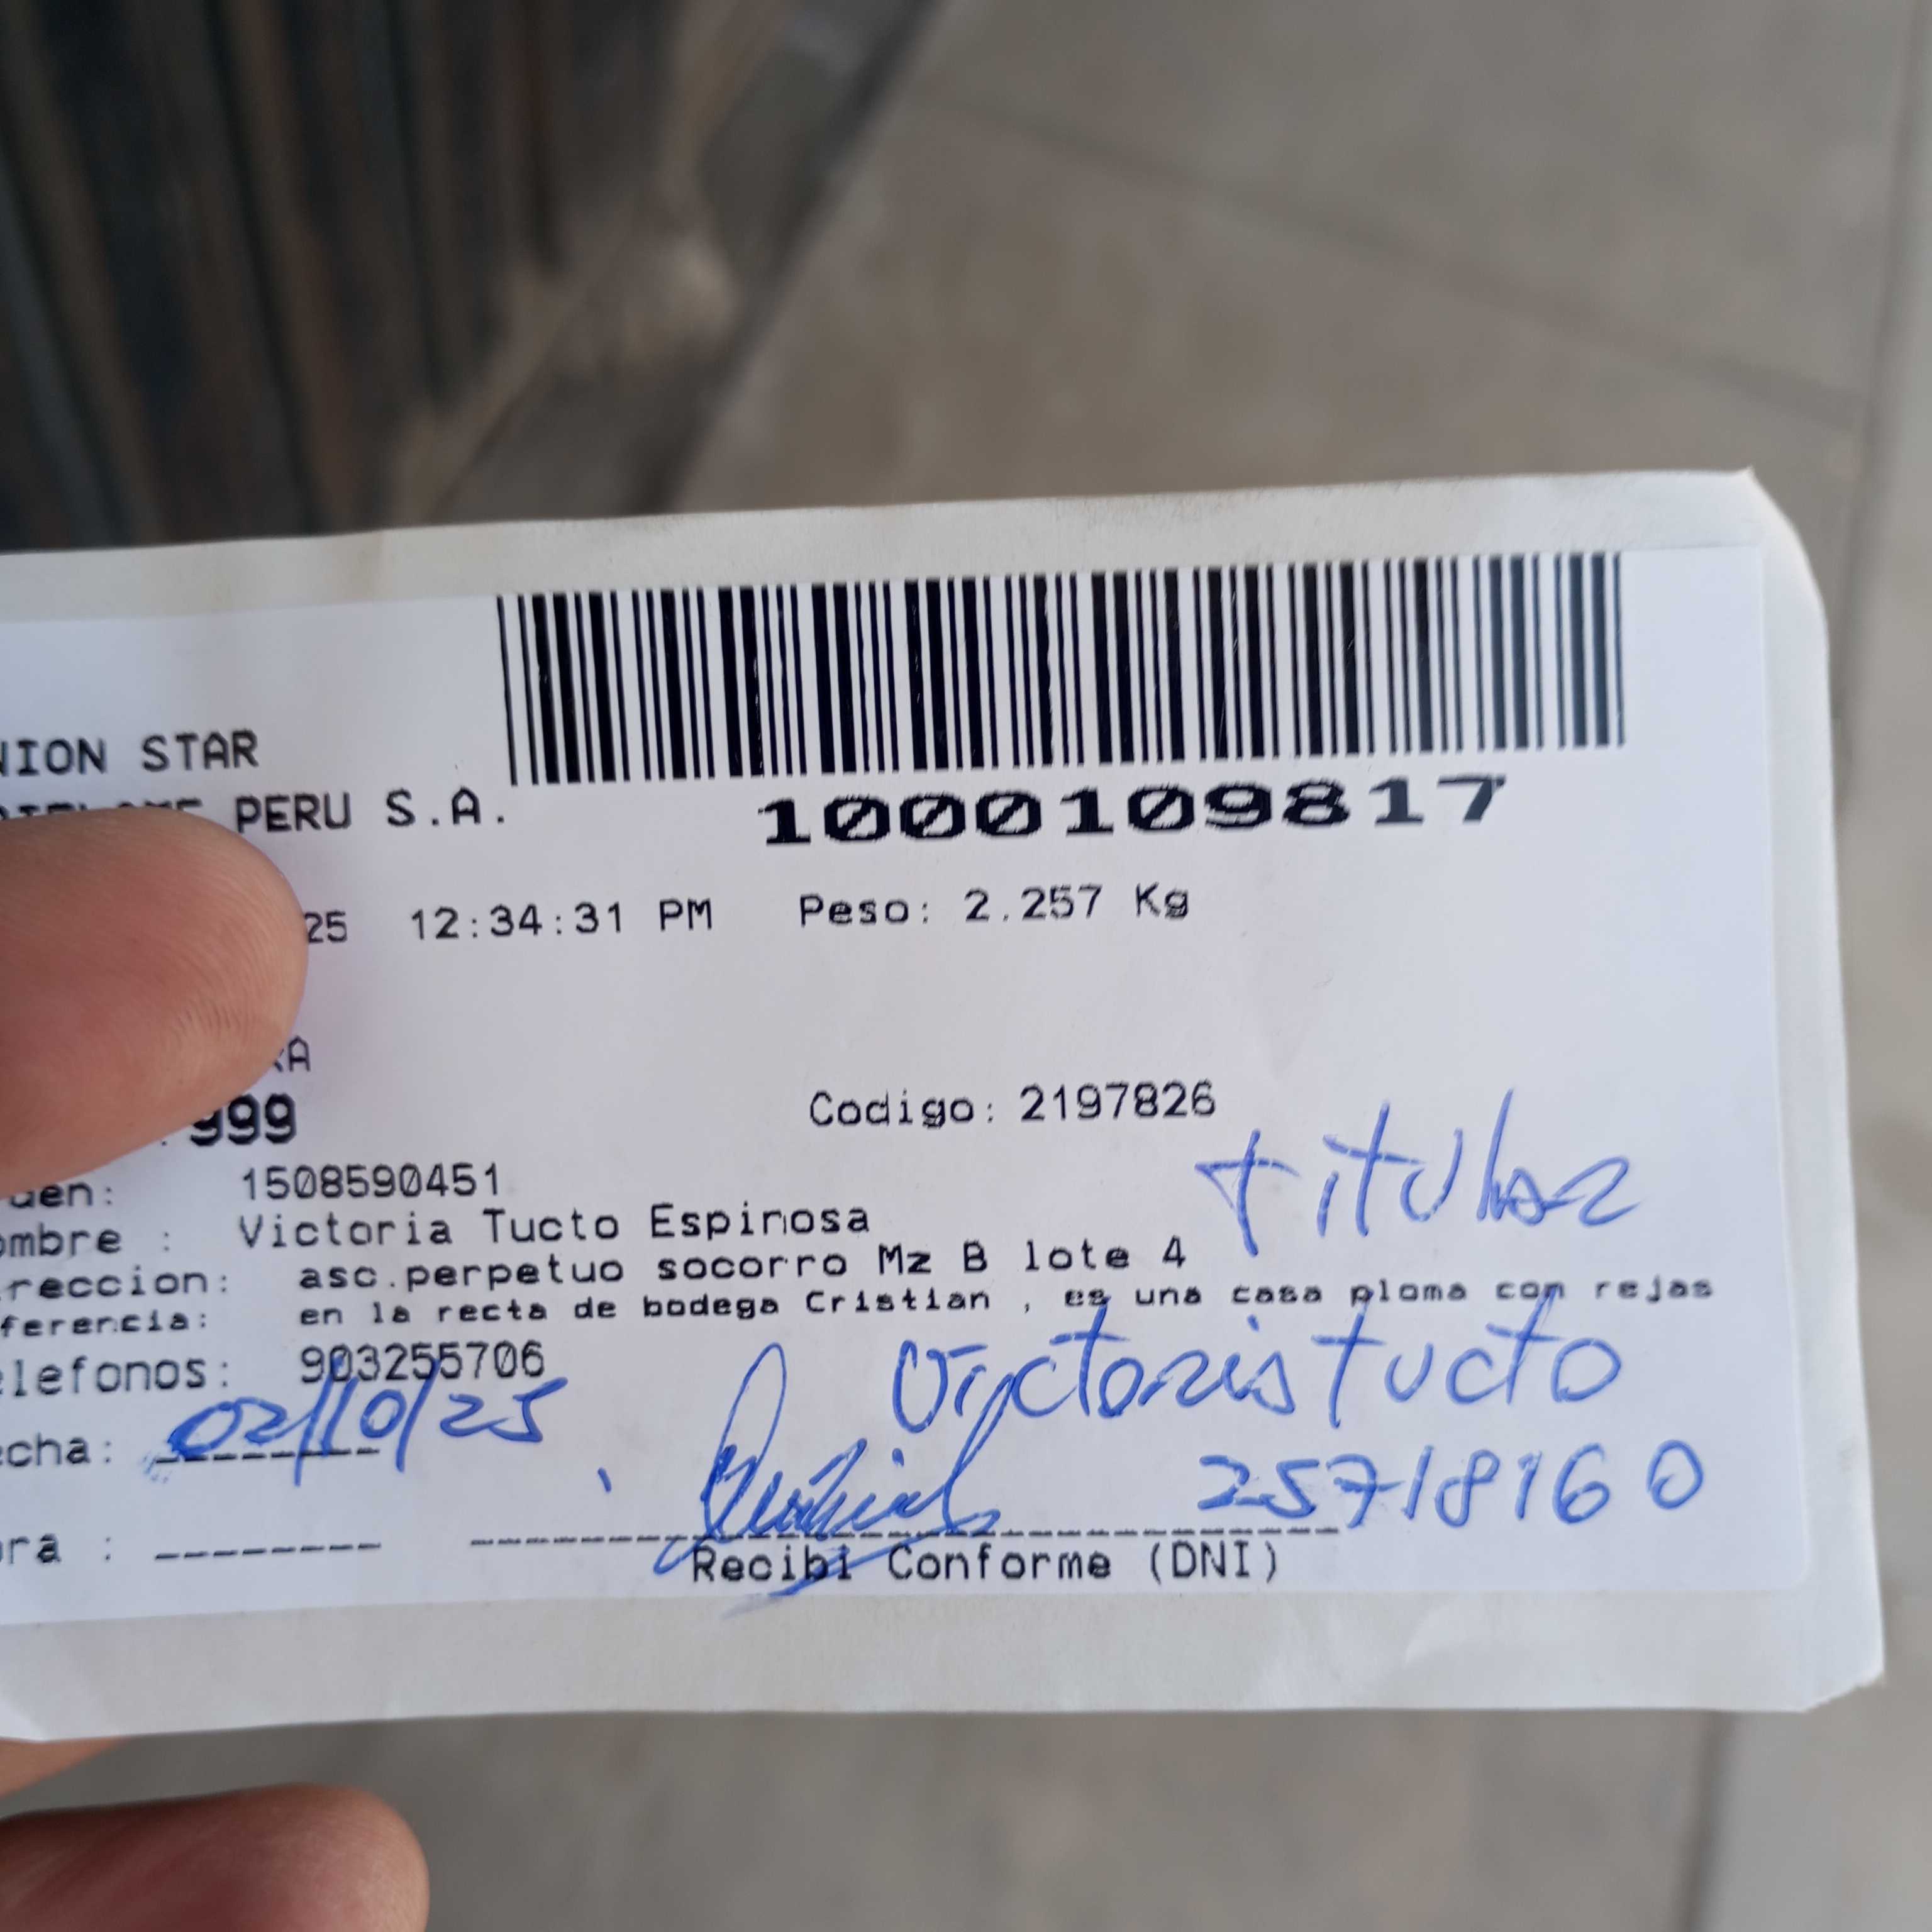 NION STAR
PERU S.A.
1000109817
25 12:34:31 PM Peso: 2.257 Kg
RA
999
Codigo: 2197826
titular
den: 1508590451
ombre : Victoria Tucto Espinosa
reccion: asc.perpetuo socorro Mz B lote 4
ferencia: en la recta de bodega Cristian , es una casa ploma con rejas
elefonos: 903255706
Victoria Tucto
echa: 02/10/25
25718160
ora :
Recibi Conforme (DNI)